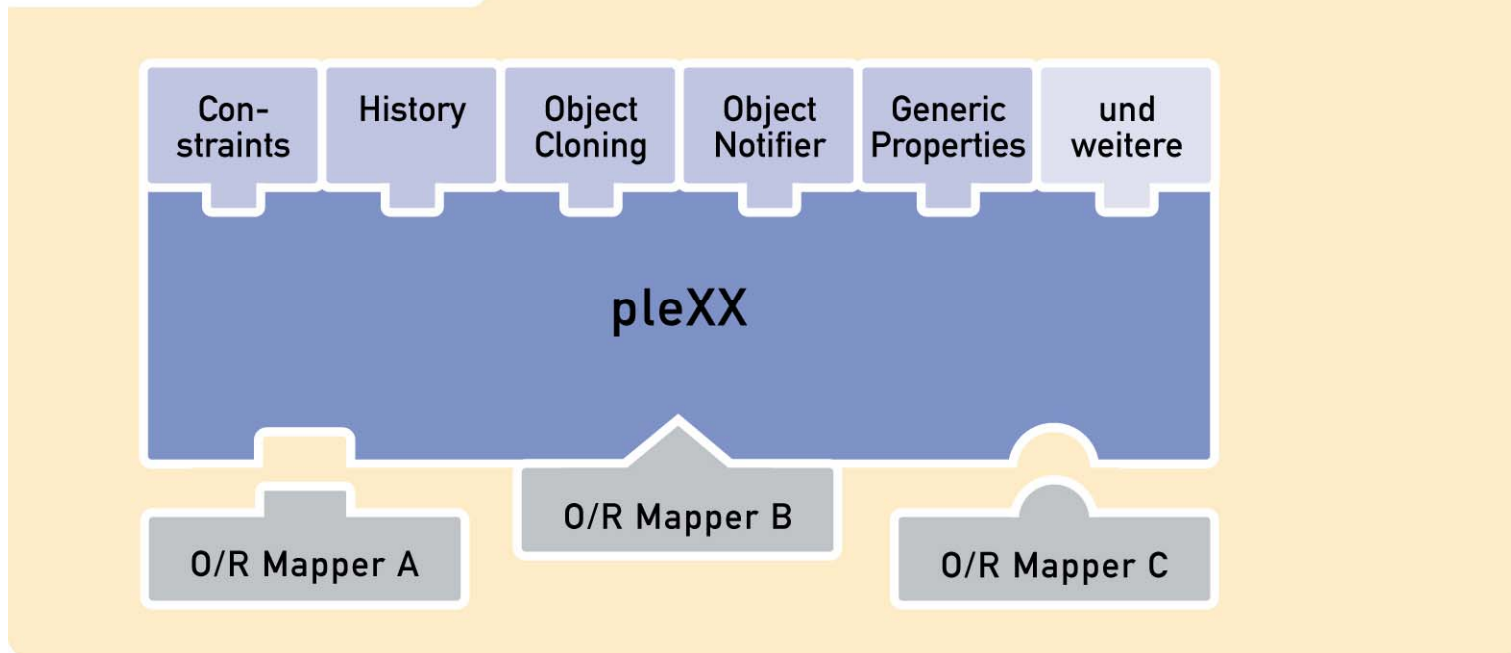 Con-
straints
History
Object
Cloning
Object
Notifier
Generic
Properties
und
weitere
pleXX
O/R Mapper B
O/R Mapper A
O/R Mapper C